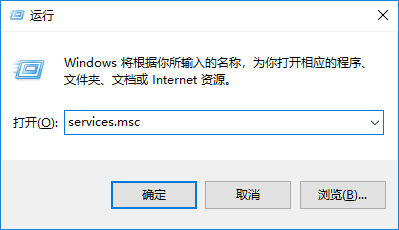 运行
Windows 将根据你所输入的名称，为你打开相应的程序、
文件夹、文档或 Internet 资源。
打开(O): services.msc
确定 取消 浏览(B)...